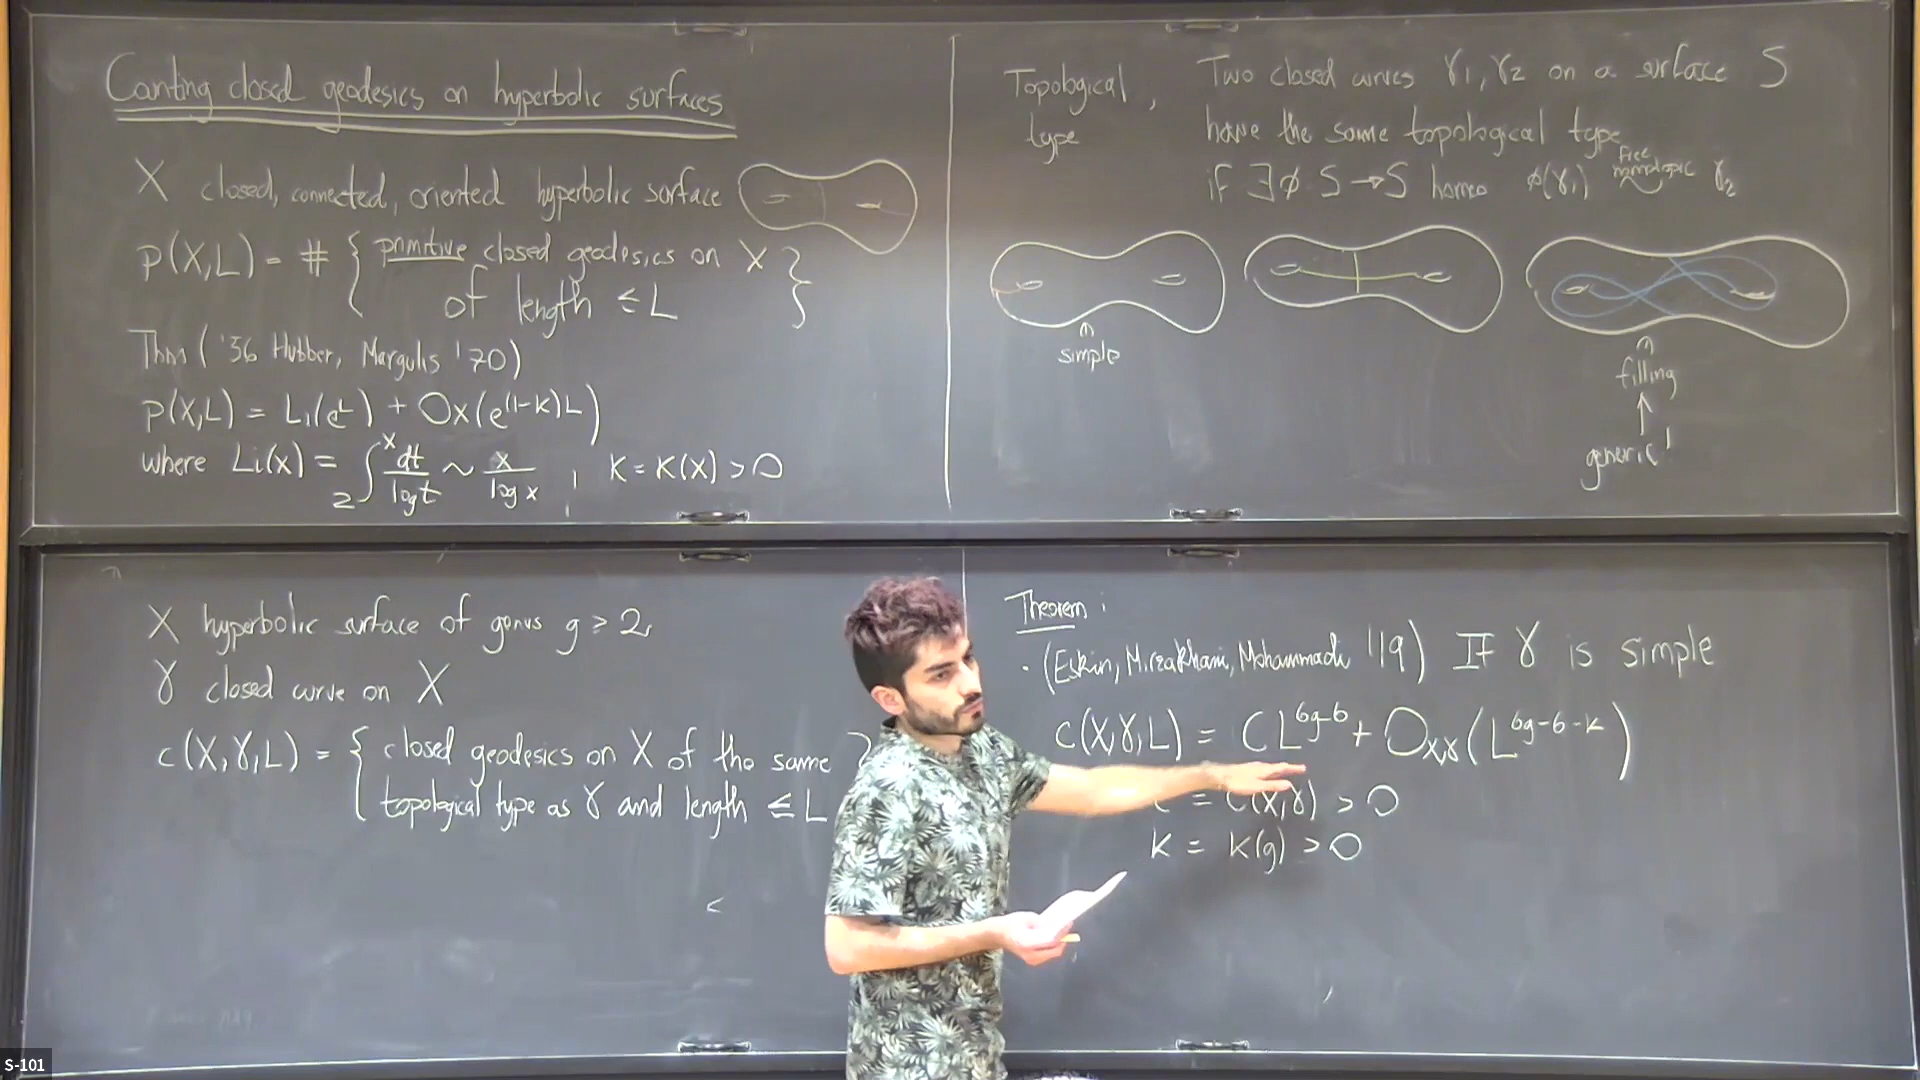 Counting closed geodesics on hyperbolic surfaces
X closed, connected, oriented hyperbolic surface
p(X,L) = # { primitive closed geodesics on X
of length ≤ L }
Thm ('56 Hubber, Margulis '70)
p(X,L) = Li(e^L) + O_X(e^{(1-κ)L})
where Li(x) = ∫_2^x dt/log t ~ x/log x , κ = κ(X) > 0
Topological type, Two closed curves γ1, γ2 on a surface S
have the same topological type
if ∃ φ: S → S homeo φ(γ1) free homotopic γ2
simple
filling
generic!
X hyperbolic surface of genus g ≥ 2,
γ closed curve on X
c(X,γ,L) = { closed geodesics on X of the same
topological type as γ and length ≤ L
Theorem:
• (Eskin, Mirzakhani, Mohammadi '19) If γ is simple
c(X,γ,L) = CL^{6g-6} + O_{X,γ}(L^{6g-6-κ})
C = C(X,γ) > 0
κ = κ(g) > 0
S-101